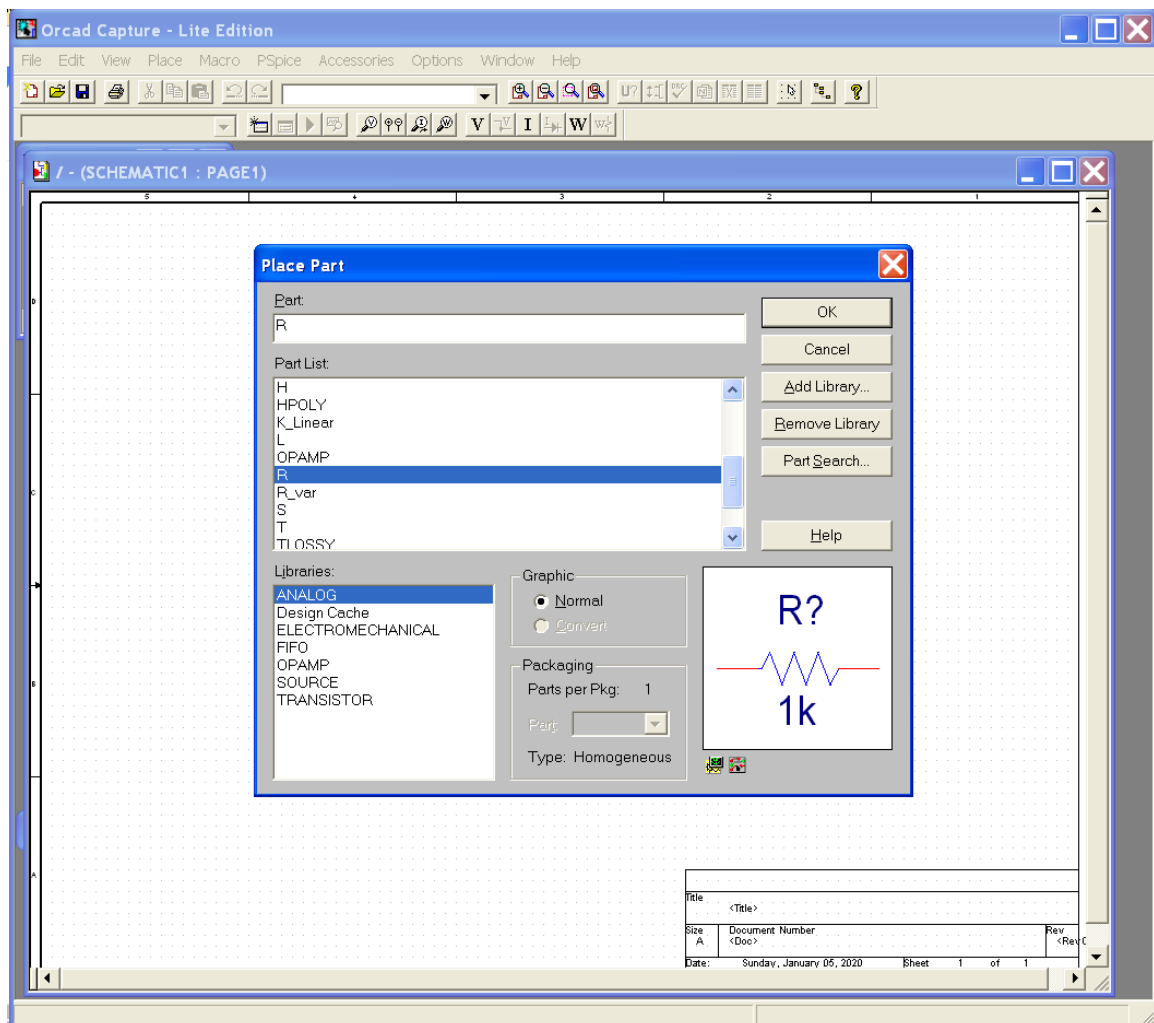 Orcad Capture - Lite Edition
File Edit View Place Macro PSpice Accessories Options Window Help
U?
V I W
/ - (SCHEMATIC1 : PAGE1)
5 4 3 2 1
Place Part
Part:
R
OK
Cancel
Part List:
H
HPOLY
K_Linear
L
OPAMP
R
R_var
S
T
TLOSSY
Add Library...
Remove Library
Part Search...
Help
Libraries:
ANALOG
Design Cache
ELECTROMECHANICAL
FIFO
OPAMP
SOURCE
TRANSISTOR
Graphic
Normal
Convert
Packaging
Parts per Pkg: 1
Part:
Type: Homogeneous
R?
1k
D
C
B
A
Title
<Title>
Size Document Number Rev
A <Doc> <RevC
Date: Sunday, January 05, 2020 Sheet 1 of 1